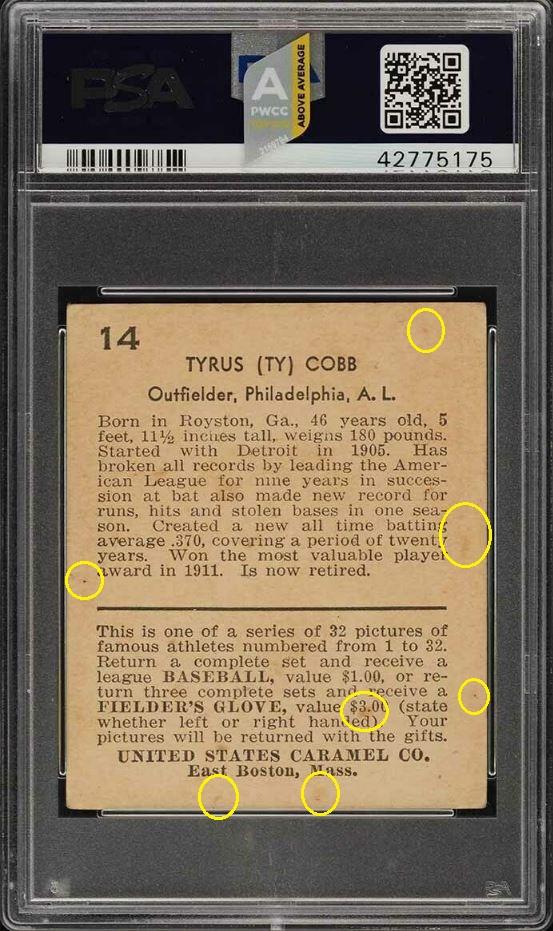 PSA
A
PWCC
ABOVE AVERAGE
42775175
14
TYRUS (TY) COBB
Outfielder, Philadelphia, A. L.
Born in Royston, Ga., 46 years old, 5
feet, 11½ inches tall, weighs 180 pounds.
Started with Detroit in 1905. Has
broken all records by leading the Amer-
ican League for nine years in succes-
sion at bat also made new record for
runs, hits and stolen bases in one sea-
son. Created a new all time batting
average .370, covering a period of twenty
years. Won the most valuable player
award in 1911. Is now retired.
This is one of a series of 32 pictures of
famous athletes numbered from 1 to 32.
Return a complete set and receive a
league BASEBALL, value $1.00, or re-
turn three complete sets and receive a
FIELDER'S GLOVE, value $3.00 (state
whether left or right handed). Your
pictures will be returned with the gifts.
UNITED STATES CARAMEL CO.
East Boston, Mass.
PSA